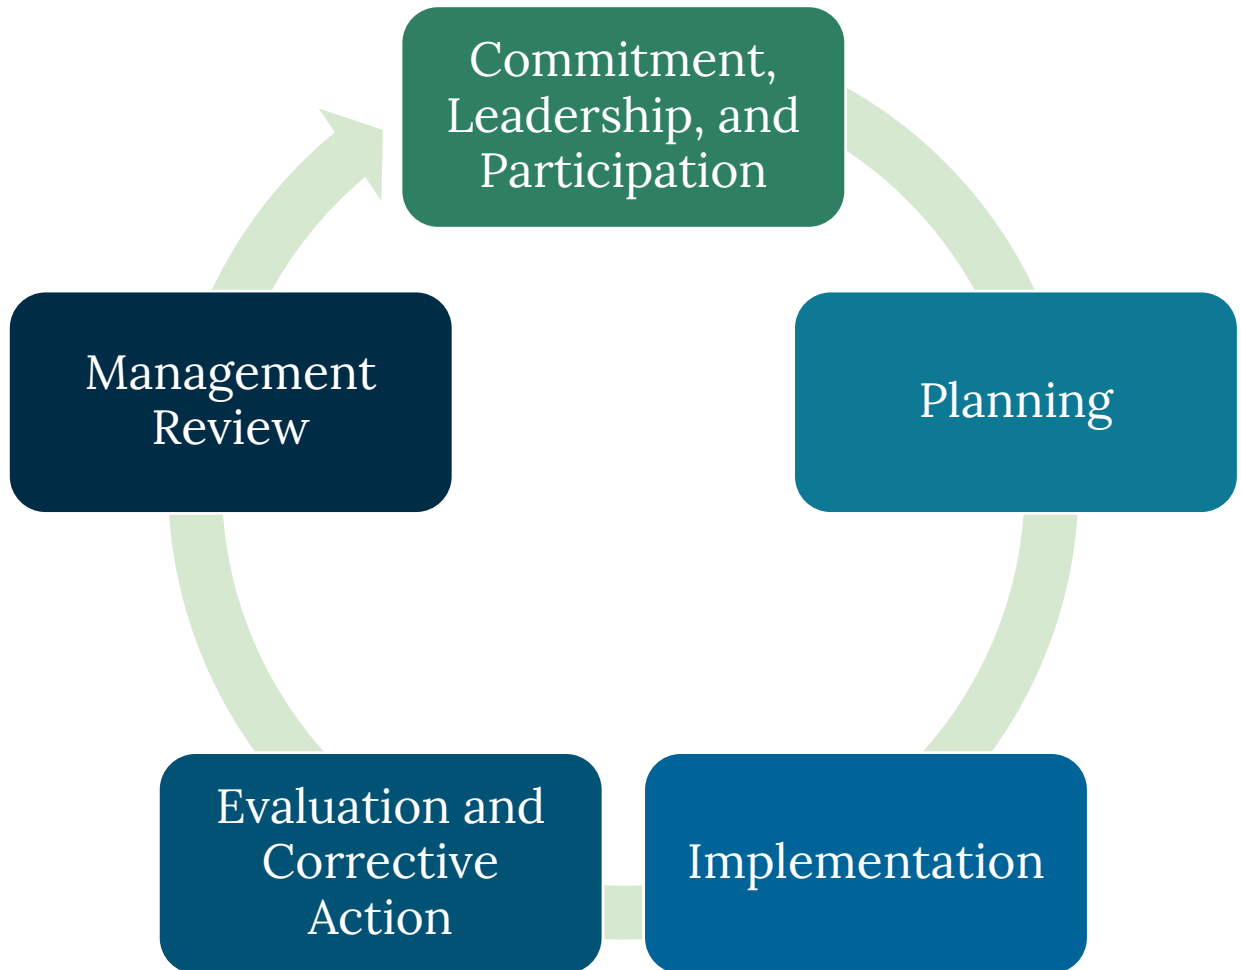 Commitment,
Leadership, and
Participation
Planning
Implementation
Evaluation and
Corrective
Action
Management
Review